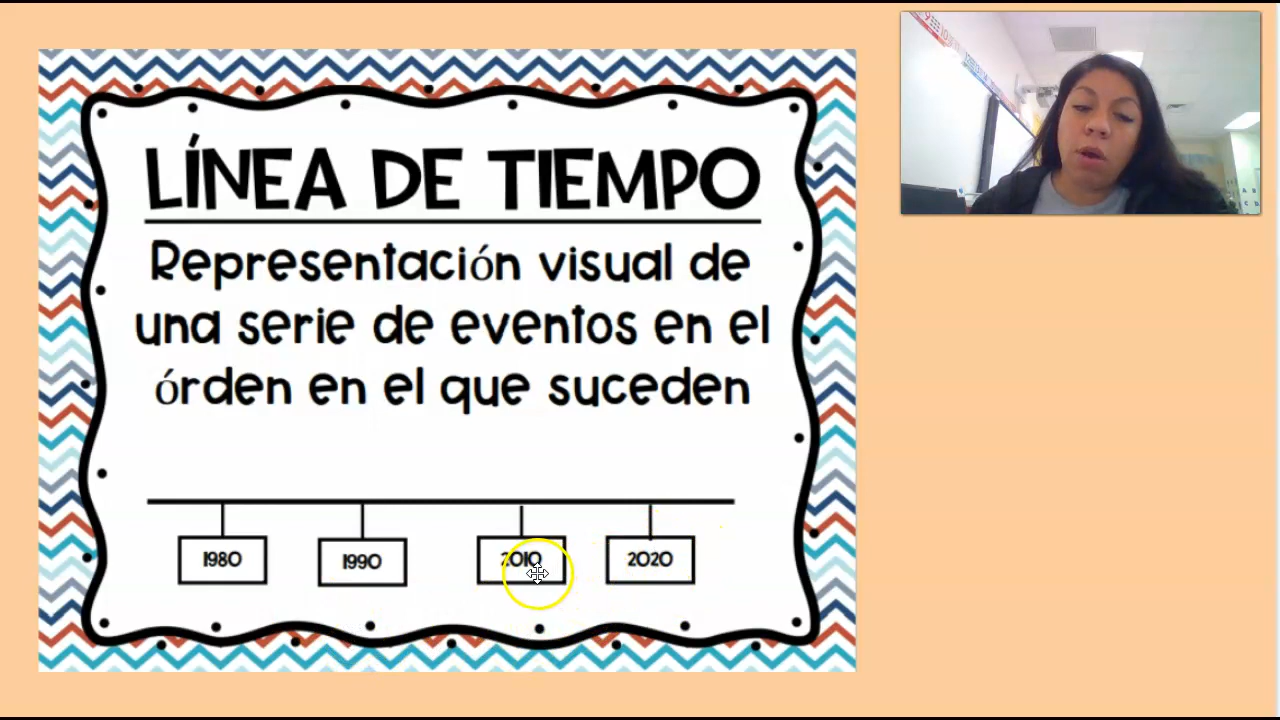 LÍNEA DE TIEMPO
Representación visual de
una serie de eventos en el
órden en el que suceden
1980 1990 2010 2020